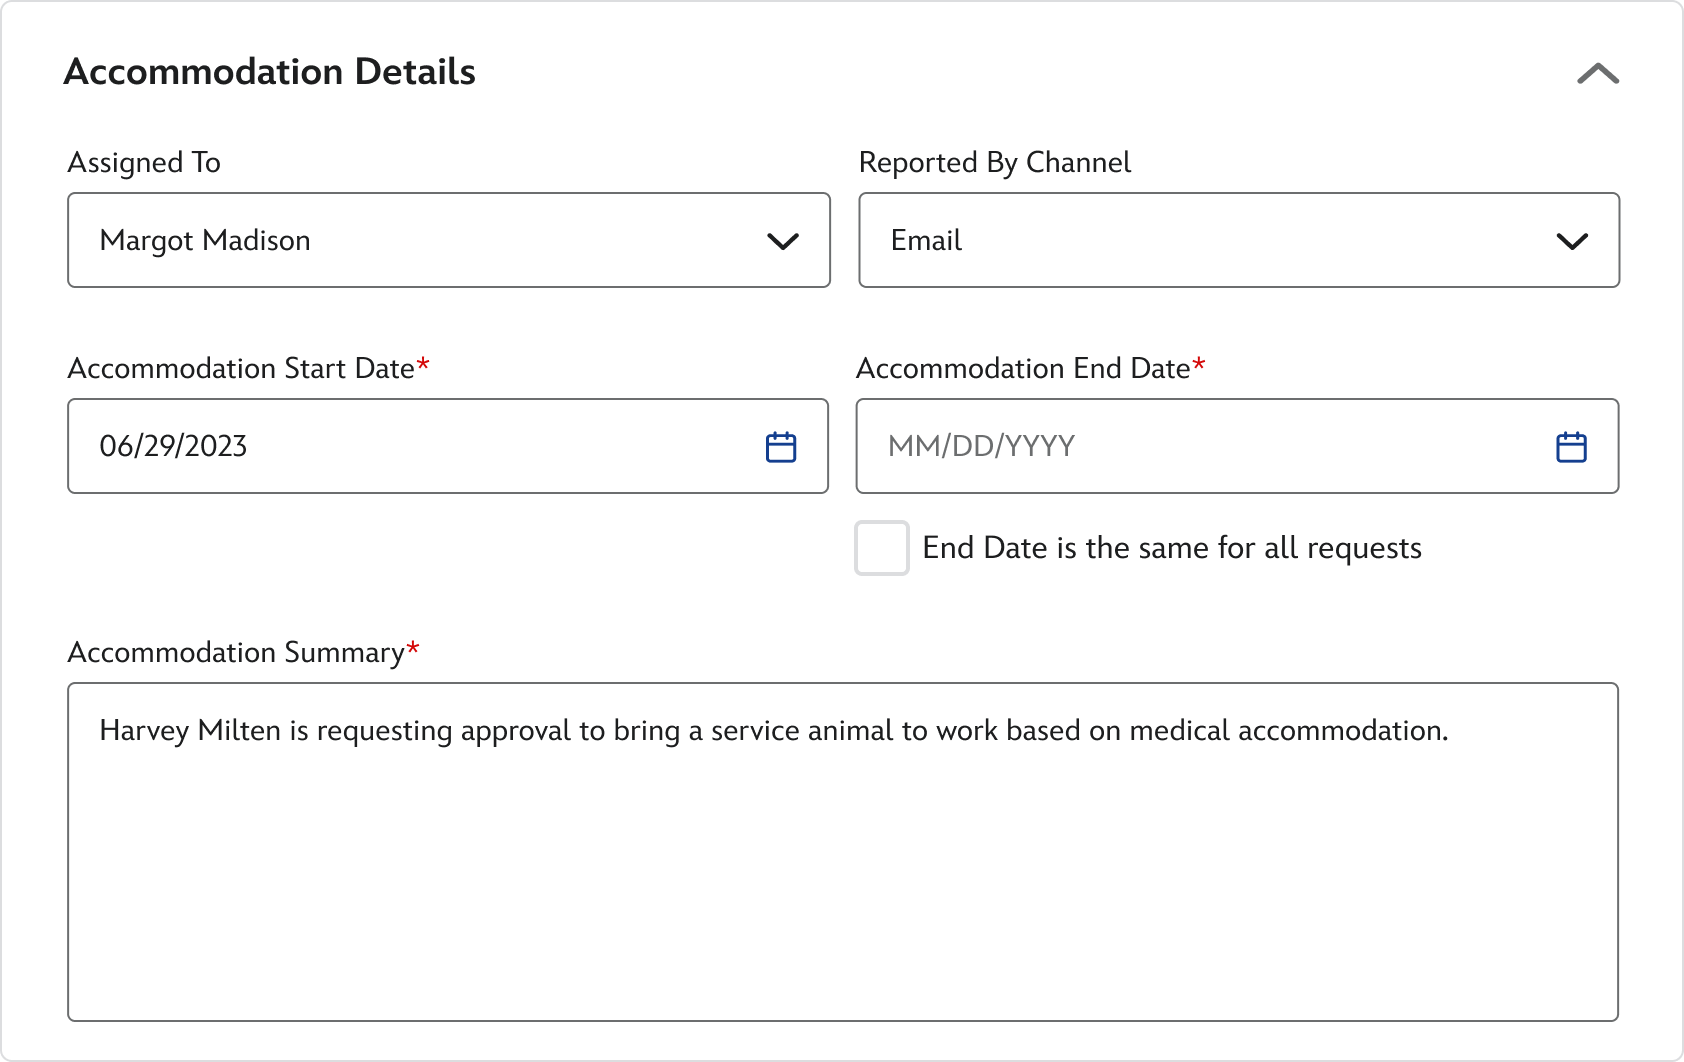 Accommodation Details
Assigned To
Margot Madison
Reported By Channel
Email
Accommodation Start Date*
06/29/2023
Accommodation End Date*
MM/DD/YYYY
End Date is the same for all requests
Accommodation Summary*
Harvey Milten is requesting approval to bring a service animal to work based on medical accommodation.